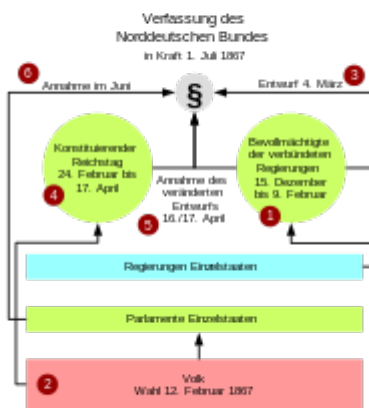 Verfassung des
Norddeutschen Bundes
in Kraft 1. Juli 1867
6
3
Annahme im Juni
Entwurf 4. März
§
Konstituierender
Reichstag
24. Februar bis
17. April
4
Bevollmächtigte
der verbündeten
Regierungen
15. Dezember
bis 9. Februar
1
Annahme des
veränderten
Entwurfs
16./17. April
5
Regierungen Einzelstaaten
Parlamente Einzelstaaten
2
Volk
Wahl 12. Februar 1867